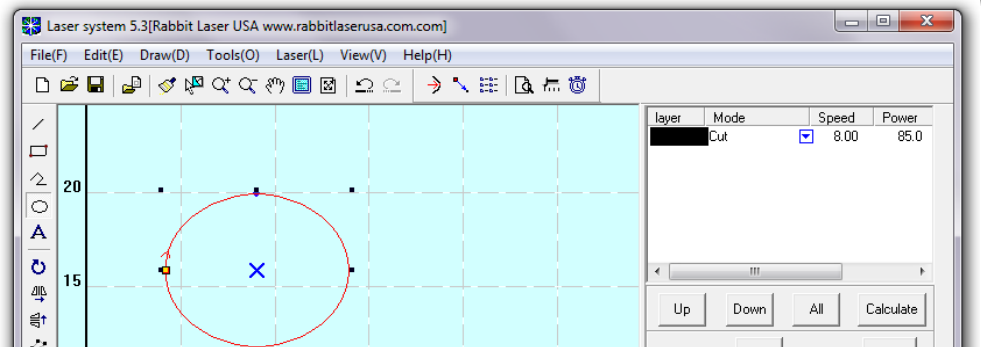 Laser system 5.3[Rabbit Laser USA www.rabbitlaserusa.com.com]
File(F) Edit(E) Draw(D) Tools(O) Laser(L) View(V) Help(H)
layer Mode Speed Power
Cut 8.00 85.0
20
A
15
Up Down All Calculate